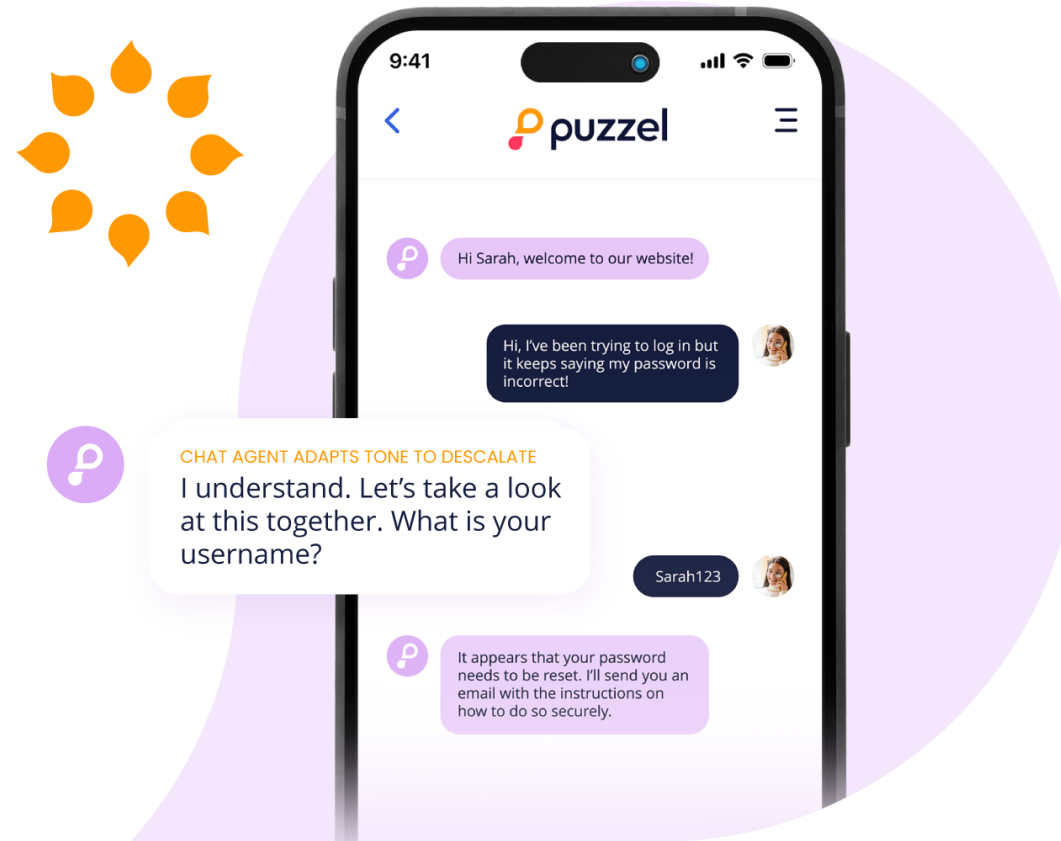 9:41
puzzel
Hi Sarah, welcome to our website!
Hi, I’ve been trying to log in but
it keeps saying my password is
incorrect!
CHAT AGENT ADAPTS TONE TO DESCALATE
I understand. Let’s take a look
at this together. What is your
username?
Sarah123
It appears that your password
needs to be reset. I’ll send you an
email with the instructions on
how to do so securely.